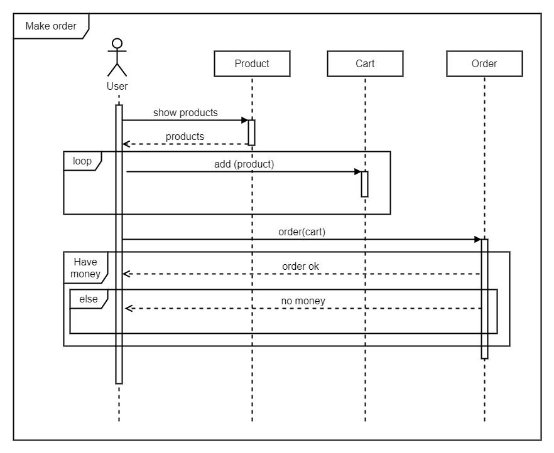 Make order
Product
Cart
Order
User
show products
products
loop
add (product)
order(cart)
Have
money
order ok
else
no money